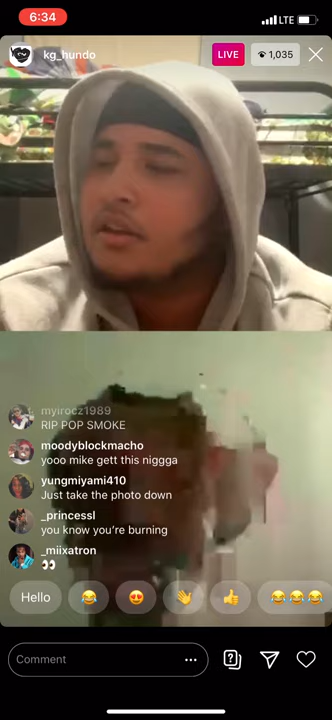 6:34
LTE
kg_hundo
LIVE
1,035
myirocz1989
RIP POP SMOKE
moodyblockmacho
yooo mike gett this niggga
yungmiyami410
Just take the photo down
_princessl
you know you're burning
_miixatron
👀
Hello 😂 😍 👋 👍 😂😂😂
Comment